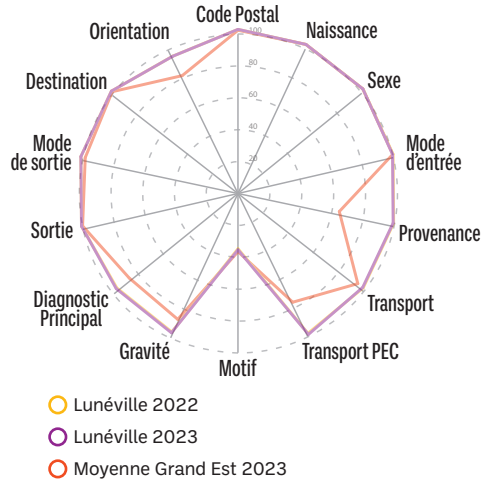 Code Postal
Orientation
Naissance
100
80
60
40
20
Destination
Sexe
Mode
de sortie
Mode
d'entrée
Sortie
Provenance
Diagnostic
Principal
Transport
Gravité
Transport PEC
Motif
Lunéville 2022
Lunéville 2023
Moyenne Grand Est 2023